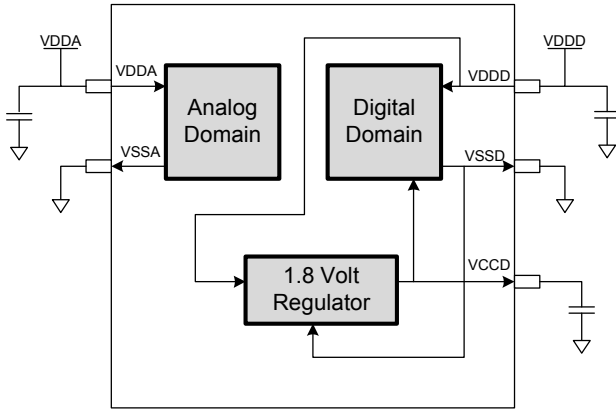 VDDA
VDDD
VDDA
Analog
Domain
Digital
Domain
VDDD
VSSA
VSSD
1.8 Volt
Regulator
VCCD